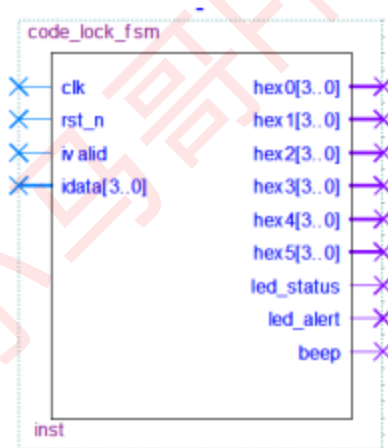 code_lock_fsm
clk hex0[3..0]
rst_n hex1[3..0]
ivalid hex2[3..0]
idata[3..0] hex3[3..0]
hex4[3..0]
hex5[3..0]
led_status
led_alert
beep
inst